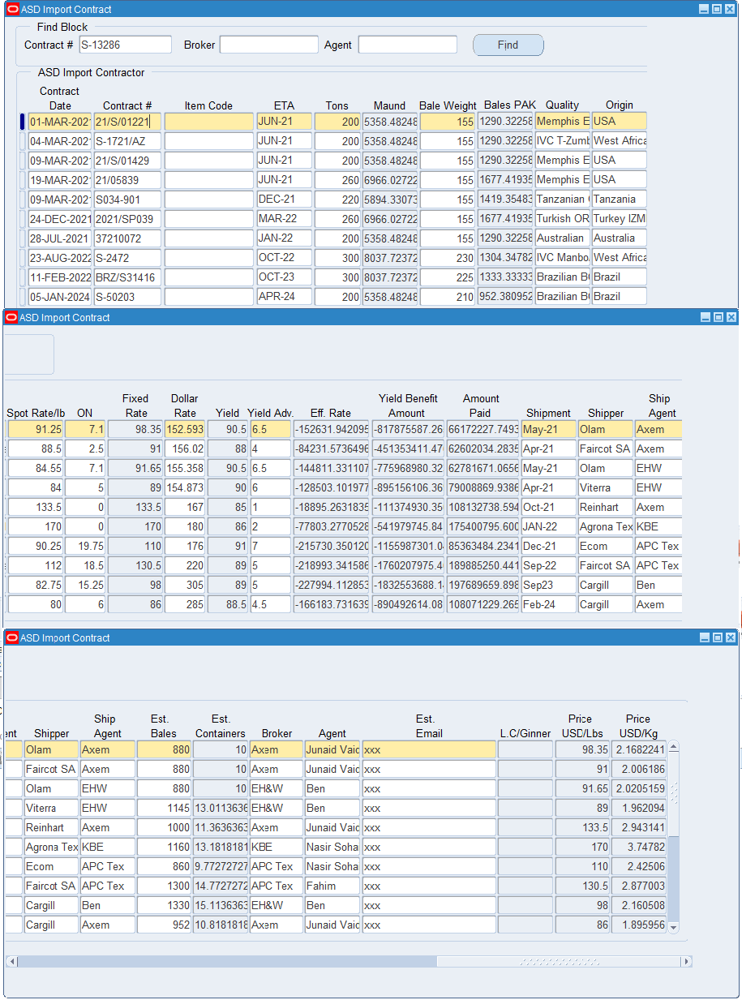 ASD Import Contract
Find Block
Contract # S-13286 Broker Agent Find
ASD Import Contractor
Contract
Date Contract # Item Code ETA Tons Maund Bale Weight Bales PAK Quality Origin
01-MAR-202 21/S/01221 JUN-21 200 5358.48248 155 1290.32258 Memphis E USA
04-MAR-202 S-1721/AZ JUN-21 200 5358.48248 155 1290.32258 IVC T-Zumb West Africa
09-MAR-202 21/S/01429 JUN-21 200 5358.48248 155 1290.32258 Memphis E USA
19-MAR-202 21/05839 JUN-21 260 6966.02722 155 1677.41935 Memphis E USA
09-MAR-202 S034-901 DEC-21 220 5894.33073 155 1419.35483 Tanzanian Tanzania
24-DEC-2021 2021/SP039 MAR-22 260 6966.02722 155 1677.41935 Turkish OR Turkey IZM
28-JUL-2021 37210072 JAN-22 200 5358.48248 155 1290.32258 Australian Australia
23-AUG-2022 S-2472 OCT-22 300 8037.72372 230 1304.34782 IVC Manbo West Africa
11-FEB-2022 BRZ/S31416 OCT-23 300 8037.72372 225 1333.33333 Brazilian B Brazil
05-JAN-2024 S-50203 APR-24 200 5358.48248 210 952.380952 Brazilian B Brazil
ASD Import Contract
Fixed Dollar Yield Benefit Amount Ship
Spot Rate/lb ON Rate Rate Yield Yield Adv. Eff. Rate Amount Paid Shipment Shipper Agent
91.25 7.1 98.35 152.593 90.5 6.5 -152631.942095 -817875587.26 66172227.7493 May-21 Olam Axem
88.5 2.5 91 156.02 88 4 -84231.5736496 -451353411.47 62602034.2835 Apr-21 Faircot SA Axem
84.55 7.1 91.65 155.358 90.5 6.5 -144811.331107 -775968980.32 62781671.0656 May-21 Olam EHW
84 5 89 154.873 90 6 -128503.101977 -895156106.36 79008869.9386 Apr-21 Viterra EHW
133.5 0 133.5 167 85 1 -18895.2631835 -111374930.35 108132738.594 Oct-21 Reinhart Axem
170 0 170 180 86 2 -77803.2770528 -541979745.84 175400795.600 JAN-22 Agrona Tex KBE
90.25 19.75 110 176 91 7 -215730.350120 -1155987301.0 85363484.2341 Dec-21 Ecom APC Tex
112 18.5 130.5 220 89 5 -218993.341586 -1760207975.4 189885250.441 Sep-22 Faircot SA APC Tex
82.75 15.25 98 305 89 5 -227994.112853 -1832553688.1 197689659.898 Sep23 Cargill Ben
80 6 86 285 88.5 4.5 -166183.731639 -890492614.08 108071229.265 Feb-24 Cargill Axem
ASD Import Contract
Ship Est. Est. Est. Price Price
ent Shipper Agent Bales Containers Broker Agent Email L.C/Ginner USD/Lbs USD/Kg
Olam Axem 880 10 Axem Junaid Vaid xxx 98.35 2.1682241
Faircot SA Axem 880 10 Axem Junaid Vaid xxx 91 2.006186
Olam EHW 880 10 EH&W Ben xxx 91.65 2.0205159
Viterra EHW 1145 13.0113636 EH&W Ben xxx 89 1.962094
Reinhart Axem 1000 11.3636363 Axem Junaid Vaid xxx 133.5 2.943141
Agrona Tex KBE 1160 13.1818181 KBE Nasir Soha xxx 170 3.74782
Ecom APC Tex 860 9.77272727 APC Tex Nasir Soha xxx 110 2.42506
Faircot SA APC Tex 1300 14.7727272 APC Tex Fahim xxx 130.5 2.877003
Cargill Ben 1330 15.1136363 EH&W Ben xxx 98 2.160508
Cargill Axem 952 10.8181818 Axem Junaid Vaid xxx 86 1.895956